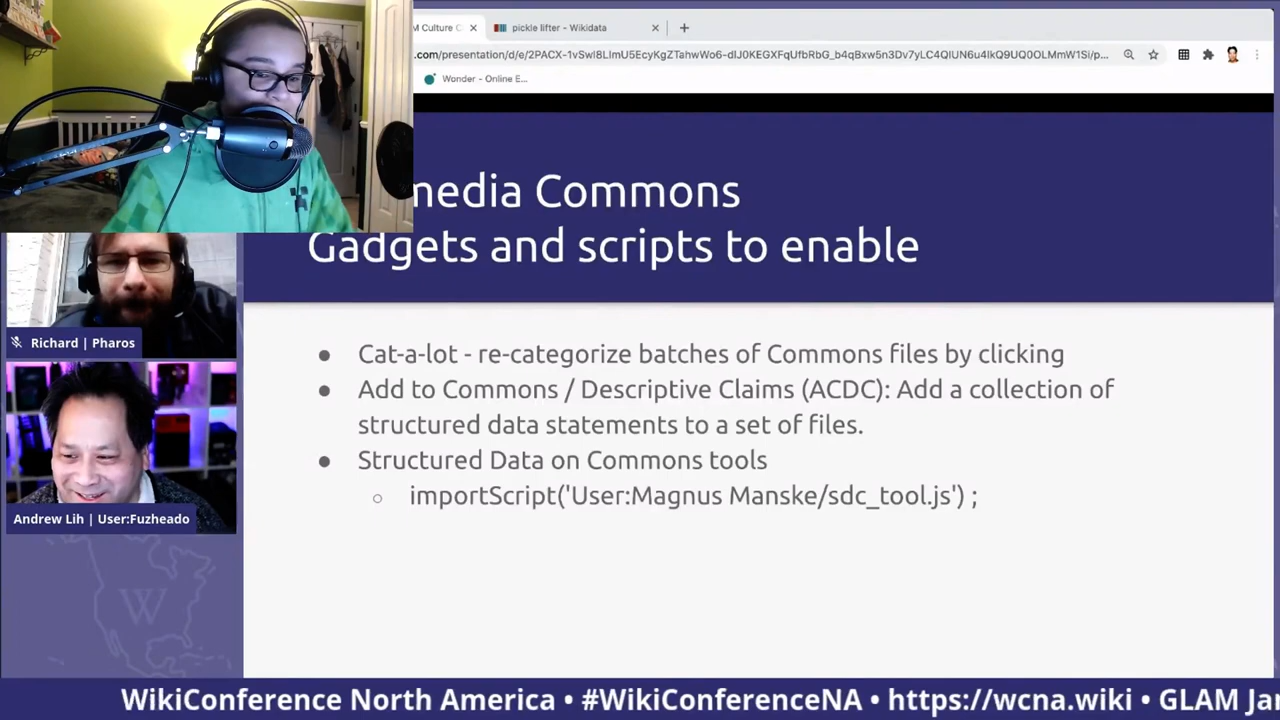 M Culture C
pickle lifter - Wikidata
.com/presentation/d/e/2PACX-1vSwI8LImU5EcyKgZTahwWo6-dIJ0KEGXFqUfbRbG_b4qBxw5n3Dv7yLC4QIUN6u4IkQ9UQ0OLMmW1Si/p...
Wonder - Online E...
media Commons
Gadgets and scripts to enable
Richard | Pharos
Andrew Lih | User:Fuzheado
● Cat-a-lot - re-categorize batches of Commons files by clicking
● Add to Commons / Descriptive Claims (ACDC): Add a collection of
structured data statements to a set of files.
● Structured Data on Commons tools
○ importScript('User:Magnus Manske/sdc_tool.js') ;
W
WikiConference North America • #WikiConferenceNA • https://wcna.wiki • GLAM Jar